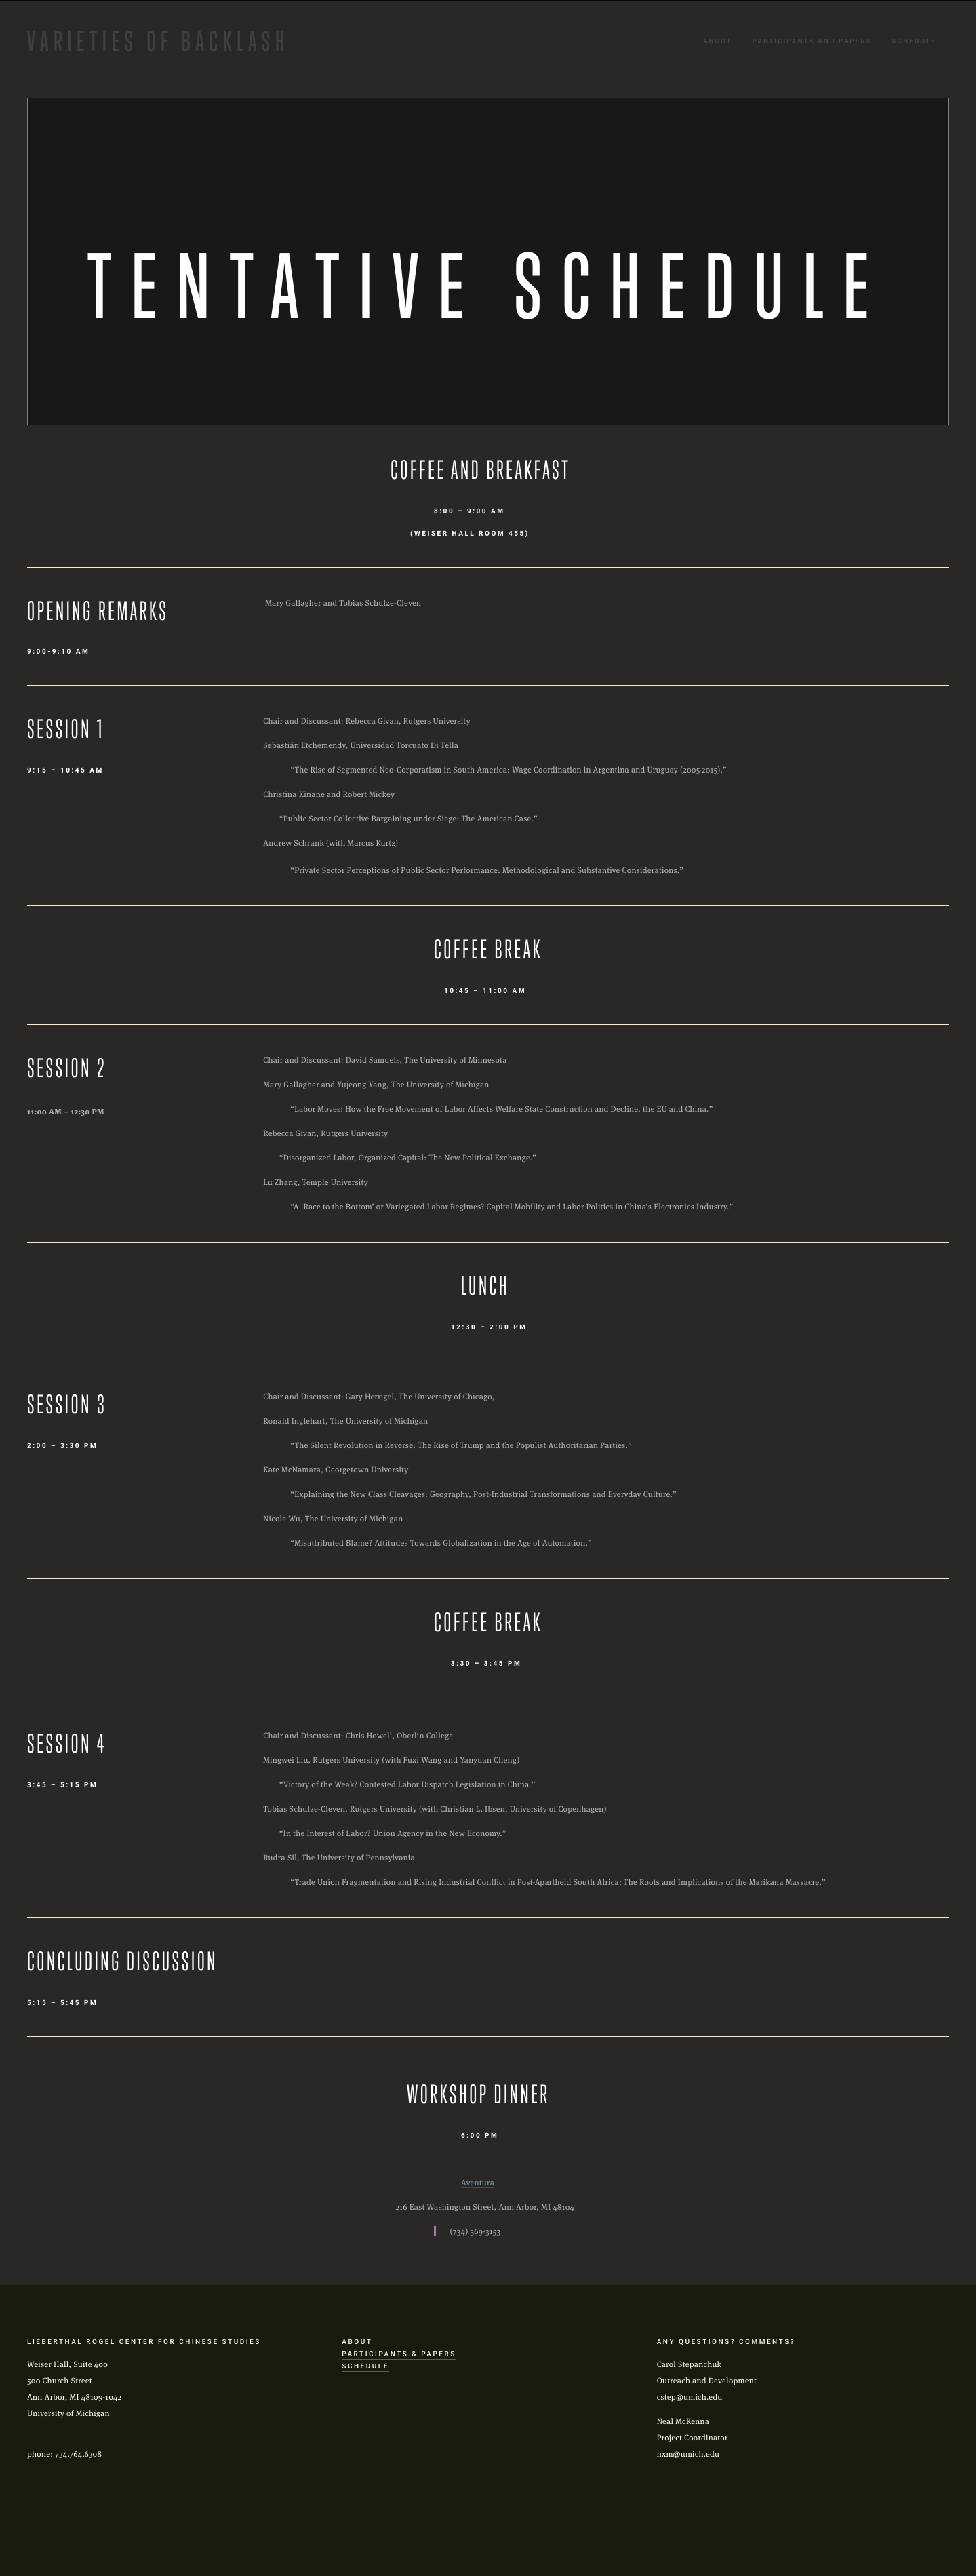 VARIETIES OF BACKLASH
ABOUT PARTICIPANTS AND PAPERS SCHEDULE
TENTATIVE SCHEDULE
COFFEE AND BREAKFAST
8:00 – 9:00 AM
(WEISER HALL ROOM 455)
OPENING REMARKS
9:00-9:10 AM
Mary Gallagher and Tobias Schulze-Cleven
SESSION 1
9:15 – 10:45 AM
Chair and Discussant: Rebecca Givan, Rutgers University
Sebastián Etchemendy, Universidad Torcuato Di Tella
“The Rise of Segmented Neo-Corporatism in South America: Wage Coordination in Argentina and Uruguay (2005-2015).”
Christina Kinane and Robert Mickey
“Public Sector Collective Bargaining under Siege: The American Case.”
Andrew Schrank (with Marcus Kurtz)
“Private Sector Perceptions of Public Sector Performance: Methodological and Substantive Considerations.”
COFFEE BREAK
10:45 – 11:00 AM
SESSION 2
11:00 AM – 12:30 PM
Chair and Discussant: David Samuels, The University of Minnesota
Mary Gallagher and Yujeong Yang, The University of Michigan
“Labor Moves: How the Free Movement of Labor Affects Welfare State Construction and Decline, the EU and China.”
Rebecca Givan, Rutgers University
“Disorganized Labor, Organized Capital: The New Political Exchange.”
Lu Zhang, Temple University
“A ‘Race to the Bottom’ or Variegated Labor Regimes? Capital Mobility and Labor Politics in China’s Electronics Industry.”
LUNCH
12:30 – 2:00 PM
SESSION 3
2:00 – 3:30 PM
Chair and Discussant: Gary Herrigel, The University of Chicago,
Ronald Inglehart, The University of Michigan
“The Silent Revolution in Reverse: The Rise of Trump and the Populist Authoritarian Parties.”
Kate McNamara, Georgetown University
“Explaining the New Class Cleavages: Geography, Post-Industrial Transformations and Everyday Culture.”
Nicole Wu, The University of Michigan
“Misattributed Blame? Attitudes Towards Globalization in the Age of Automation.”
COFFEE BREAK
3:30 – 3:45 PM
SESSION 4
3:45 – 5:15 PM
Chair and Discussant: Chris Howell, Oberlin College
Mingwei Liu, Rutgers University (with Fuxi Wang and Yanyuan Cheng)
“Victory of the Weak? Contested Labor Dispatch Legislation in China.”
Tobias Schulze-Cleven, Rutgers University (with Christian L. Ibsen, University of Copenhagen)
“In the Interest of Labor? Union Agency in the New Economy.”
Rudra Sil, The University of Pennsylvania
“Trade Union Fragmentation and Rising Industrial Conflict in Post-Apartheid South Africa: The Roots and Implications of the Marikana Massacre.”
CONCLUDING DISCUSSION
5:15 – 5:45 PM
WORKSHOP DINNER
6:00 PM
Aventura
216 East Washington Street, Ann Arbor, MI 48104
(734) 369-3153
LIEBERTHAL ROGEL CENTER FOR CHINESE STUDIES
Weiser Hall, Suite 400
500 Church Street
Ann Arbor, MI 48109-1042
University of Michigan
phone: 734.764.6308
ABOUT
PARTICIPANTS & PAPERS
SCHEDULE
ANY QUESTIONS? COMMENTS?
Carol Stepanchuk
Outreach and Development
cstep@umich.edu
Neal McKenna
Project Coordinator
nxm@umich.edu